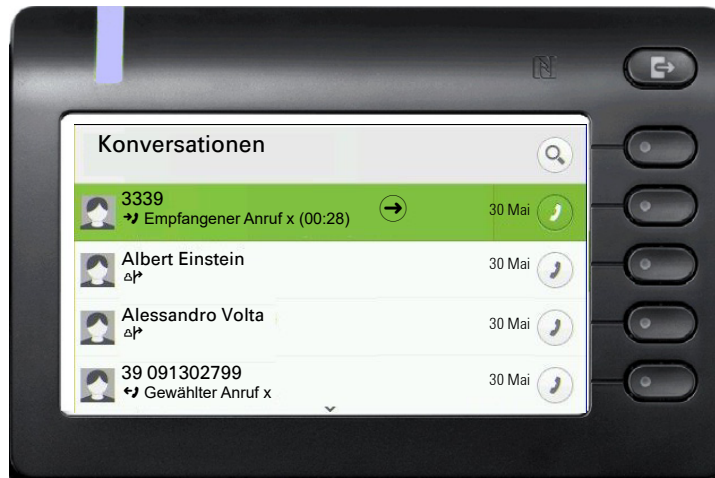 Konversationen
3339
Empfangener Anruf x (00:28)
30 Mai
Albert Einstein
30 Mai
Alessandro Volta
30 Mai
39 091302799
Gewählter Anruf x
30 Mai